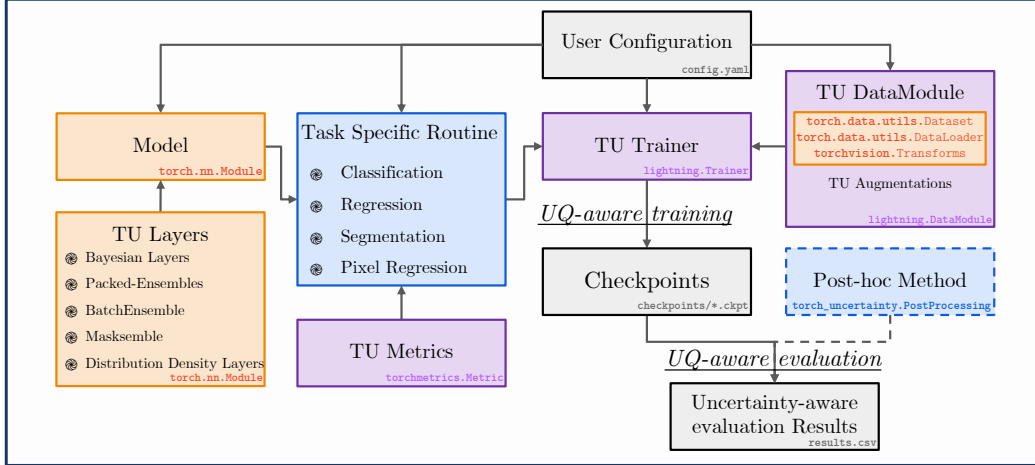 User Configuration
config.yaml
Model
torch.nn.Module
Task Specific Routine
Classification
Regression
Segmentation
Pixel Regression
TU Trainer
lightning.Trainer
TU DataModule
torch.data.utils.Dataset
torch.data.utils.DataLoader
torchvision.Transforms
TU Augmentations
lightning.DataModule
TU Layers
Bayesian Layers
Packed-Ensembles
BatchEnsemble
Masksemble
Distribution Density Layers
torch.nn.Module
TU Metrics
torchmetrics.Metric
UQ-aware training
Checkpoints
checkpoints/*.ckpt
Post-hoc Method
torch_uncertainty.PostProcessing
UQ-aware evaluation
Uncertainty-aware
evaluation Results
results.csv